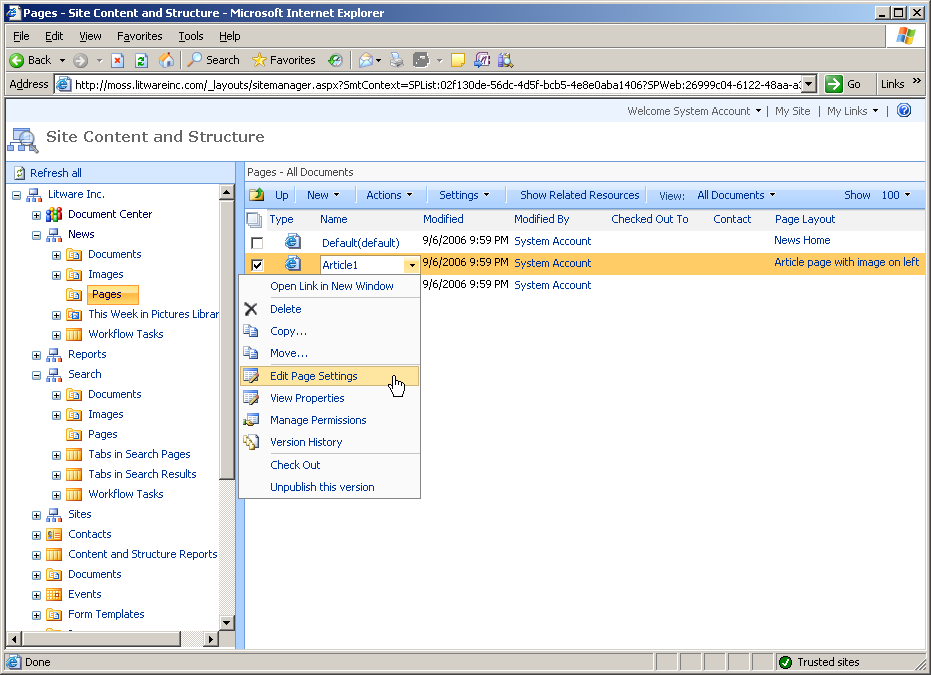 Pages - Site Content and Structure - Microsoft Internet Explorer
File Edit View Favorites Tools Help
Back Search Favorites
Address http://moss.litwareinc.com/_layouts/sitemanager.aspx?SmtContext=SPList:02f130de-56dc-4d5f-bcb5-4e8e0aba1406?SPWeb:26999c04-6122-48aa-a Go Links »
Welcome System Account | My Site | My Links |
Site Content and Structure
Refresh all
Litware Inc.
Document Center
News
Documents
Images
Pages
This Week in Pictures Librar
Workflow Tasks
Reports
Search
Documents
Images
Pages
Tabs in Search Pages
Tabs in Search Results
Workflow Tasks
Sites
Contacts
Content and Structure Reports
Documents
Events
Form Templates
Pages - All Documents
Up New Actions Settings Show Related Resources View: All Documents Show 100
Type Name Modified Modified By Checked Out To Contact Page Layout
Default(default) 9/6/2006 9:59 PM System Account News Home
Article1 9/6/2006 9:59 PM System Account Article page with image on left
9/6/2006 9:59 PM System Account
Open Link in New Window
Delete
Copy...
Move...
Edit Page Settings
View Properties
Manage Permissions
Version History
Check Out
Unpublish this version
Done Trusted sites